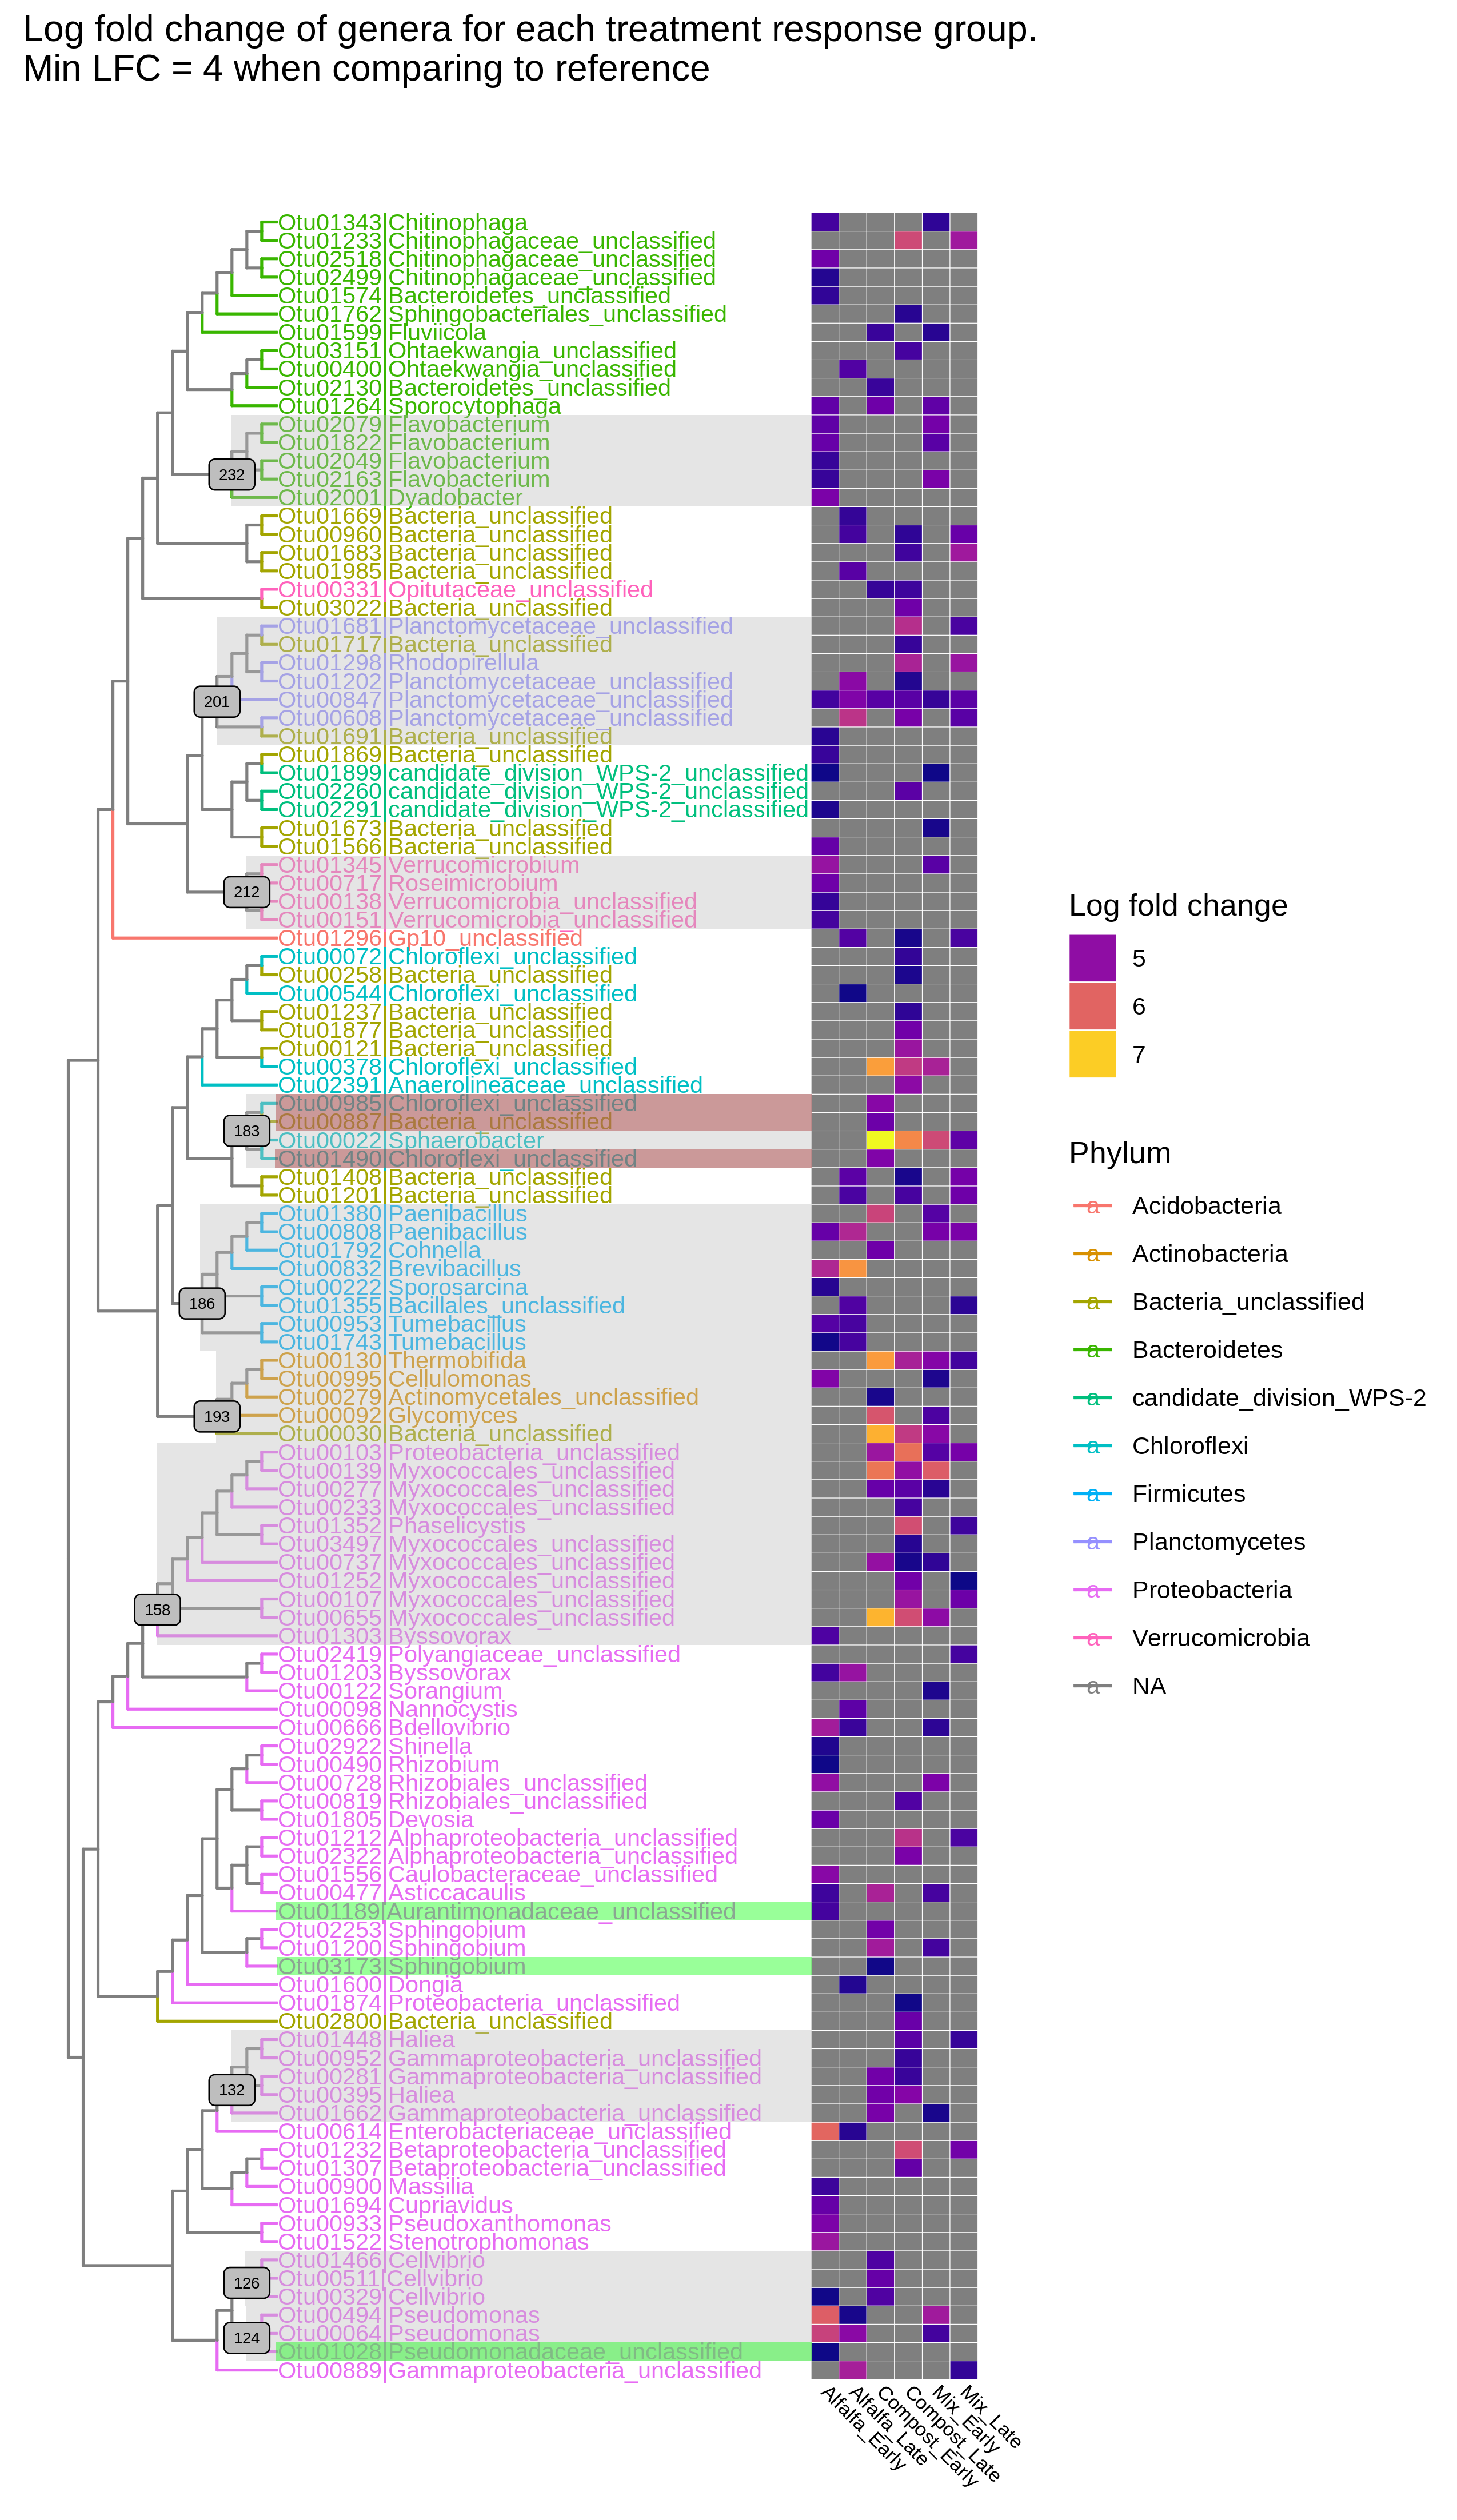 Log fold change of genera for each treatment response group.
Min LFC = 4 when comparing to reference
Otu01343|Chitinophaga
Otu01233|Chitinophagaceae_unclassified
Otu02518|Chitinophagaceae_unclassified
Otu02499|Chitinophagaceae_unclassified
Otu01574|Bacteroidetes_unclassified
Otu01762|Sphingobacteriales_unclassified
Otu01599|Fluviicola
Otu03151|Ohtaekwangia_unclassified
Otu00400|Ohtaekwangia_unclassified
Otu02130|Bacteroidetes_unclassified
Otu01264|Sporocytophaga
Otu02079|Flavobacterium
Otu01822|Flavobacterium
Otu02049|Flavobacterium
232
Otu02163|Flavobacterium
Otu02001|Dyadobacter
Otu01669|Bacteria_unclassified
Otu00960|Bacteria_unclassified
Otu01683|Bacteria_unclassified
Otu01985|Bacteria_unclassified
Otu00331|Opitutaceae_unclassified
Otu03022|Bacteria_unclassified
Otu01681|Planctomycetaceae_unclassified
Otu01717|Bacteria_unclassified
Otu01298|Rhodopirellula
Otu01202|Planctomycetaceae_unclassified
201
Otu00847|Planctomycetaceae_unclassified
Otu00608|Planctomycetaceae_unclassified
Otu01691|Bacteria_unclassified
Otu01869|Bacteria_unclassified
Otu01899|candidate_division_WPS-2_unclassified
Otu02260|candidate_division_WPS-2_unclassified
Otu02291|candidate_division_WPS-2_unclassified
Otu01673|Bacteria_unclassified
Otu01566|Bacteria_unclassified
Otu01345|Verrucomicrobium
Otu00717|Roseimicrobium
212
Otu00138|Verrucomicrobia_unclassified
Otu00151|Verrucomicrobia_unclassified
Otu01296|Gp10_unclassified
Otu00072|Chloroflexi_unclassified
Otu00258|Bacteria_unclassified
Otu00544|Chloroflexi_unclassified
Otu01237|Bacteria_unclassified
Otu01877|Bacteria_unclassified
Otu00121|Bacteria_unclassified
Otu00378|Chloroflexi_unclassified
Otu02391|Anaerolineaceae_unclassified
Otu00985|Chloroflexi_unclassified
Otu00887|Bacteria_unclassified
183
Otu00022|Sphaerobacter
Otu01490|Chloroflexi_unclassified
Otu01408|Bacteria_unclassified
Otu01201|Bacteria_unclassified
Otu01380|Paenibacillus
Otu00808|Paenibacillus
Otu01792|Cohnella
Otu00832|Brevibacillus
Otu00222|Sporosarcina
186
Otu01355|Bacillales_unclassified
Otu00953|Tumebacillus
Otu01743|Tumebacillus
Otu00130|Thermobifida
Otu00995|Cellulomonas
Otu00279|Actinomycetales_unclassified
193
Otu00092|Glycomyces
Otu00030|Bacteria_unclassified
Otu00103|Proteobacteria_unclassified
Otu00139|Myxococcales_unclassified
Otu00277|Myxococcales_unclassified
Otu00233|Myxococcales_unclassified
Otu01352|Phaselicystis
Otu03497|Myxococcales_unclassified
Otu00737|Myxococcales_unclassified
Otu01252|Myxococcales_unclassified
Otu00107|Myxococcales_unclassified
158
Otu00655|Myxococcales_unclassified
Otu01303|Byssovorax
Otu02419|Polyangiaceae_unclassified
Otu01203|Byssovorax
Otu00122|Sorangium
Otu00098|Nannocystis
Otu00666|Bdellovibrio
Otu02922|Shinella
Otu00490|Rhizobium
Otu00728|Rhizobiales_unclassified
Otu00819|Rhizobiales_unclassified
Otu01805|Devosia
Otu01212|Alphaproteobacteria_unclassified
Otu02322|Alphaproteobacteria_unclassified
Otu01556|Caulobacteraceae_unclassified
Otu00477|Asticcacaulis
Otu01189|Aurantimonadaceae_unclassified
Otu02253|Sphingobium
Otu01200|Sphingobium
Otu03173|Sphingobium
Otu01600|Dongia
Otu01874|Proteobacteria_unclassified
Otu02800|Bacteria_unclassified
Otu01448|Haliea
Otu00952|Gammaproteobacteria_unclassified
Otu00281|Gammaproteobacteria_unclassified
132
Otu00395|Haliea
Otu01662|Gammaproteobacteria_unclassified
Otu00614|Enterobacteriaceae_unclassified
Otu01232|Betaproteobacteria_unclassified
Otu01307|Betaproteobacteria_unclassified
Otu00900|Massilia
Otu01694|Cupriavidus
Otu00933|Pseudoxanthomonas
Otu01522|Stenotrophomonas
Otu01466|Cellvibrio
Otu00511|Cellvibrio
126
Otu00329|Cellvibrio
Otu00494|Pseudomonas
Otu00064|Pseudomonas
124
Otu01028|Pseudomonadaceae_unclassified
Otu00889|Gammaproteobacteria_unclassified
Alfalfa_Early
Alfalfa_Late
Compost_Early
Compost_Late
Mix_Early
Mix_Late
Log fold change
5
6
7
Phylum
a Acidobacteria
a Actinobacteria
a Bacteria_unclassified
a Bacteroidetes
a candidate_division_WPS-2
a Chloroflexi
a Firmicutes
a Planctomycetes
a Proteobacteria
a Verrucomicrobia
a NA